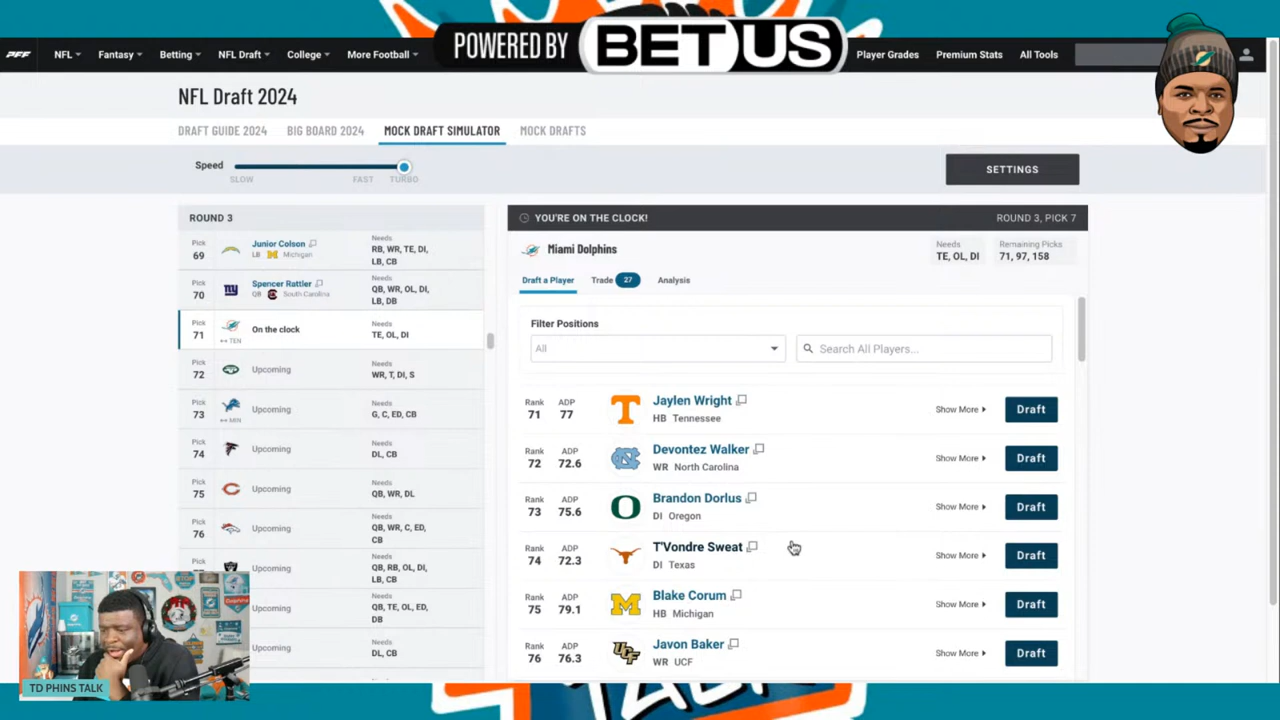 POWERED BY BETUS
PFF NFL Fantasy Betting NFL Draft College More Football Player Grades Premium Stats All Tools
NFL Draft 2024
DRAFT GUIDE 2024 BIG BOARD 2024 MOCK DRAFT SIMULATOR MOCK DRAFTS
Speed
SLOW FAST TURBO
SETTINGS
ROUND 3
Pick 69
Junior Colson
LB Michigan
Needs
RB, WR, TE, DI,
LB, CB
Pick 70
Spencer Rattler
QB South Carolina
Needs
QB, WR, OL, DI,
LB, DB
Pick 71
TEN
On the clock
Needs
TE, OL, DI
Pick 72
Upcoming
Needs
WR, T, DI, S
Pick 73
MIN
Upcoming
Needs
G, C, ED, CB
Pick 74
Upcoming
Needs
DL, CB
Pick 75
Upcoming
Needs
QB, WR, DL
Pick 76
Upcoming
Needs
QB, WR, C, ED,
CB
Upcoming
Needs
QB, RB, OL, DI,
LB, CB
Upcoming
Needs
QB, TE, OL, ED,
DB
Upcoming
Needs
DL, CB
YOU'RE ON THE CLOCK! ROUND 3, PICK 7
Miami Dolphins
Needs
TE, OL, DI
Remaining Picks
71, 97, 158
Draft a Player Trade 27 Analysis
Filter Positions
All
Search All Players...
Rank ADP
71 77
Jaylen Wright
HB Tennessee
Show More Draft
Rank ADP
72 72.6
Devontez Walker
WR North Carolina
Show More Draft
Rank ADP
73 75.6
Brandon Dorlus
DI Oregon
Show More Draft
Rank ADP
74 72.3
T'Vondre Sweat
DI Texas
Show More Draft
Rank ADP
75 79.1
Blake Corum
HB Michigan
Show More Draft
Rank ADP
76 76.3
UCF
Javon Baker
WR UCF
Show More Draft
TD PHINS TALK